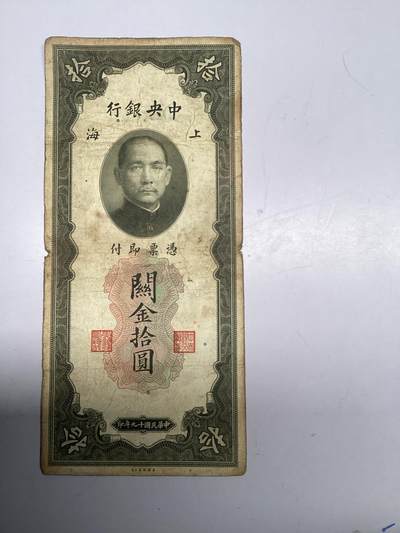 拾 拾
中央銀行
上海
憑票即付
關金拾圓
中華民國十九年印
拾 拾